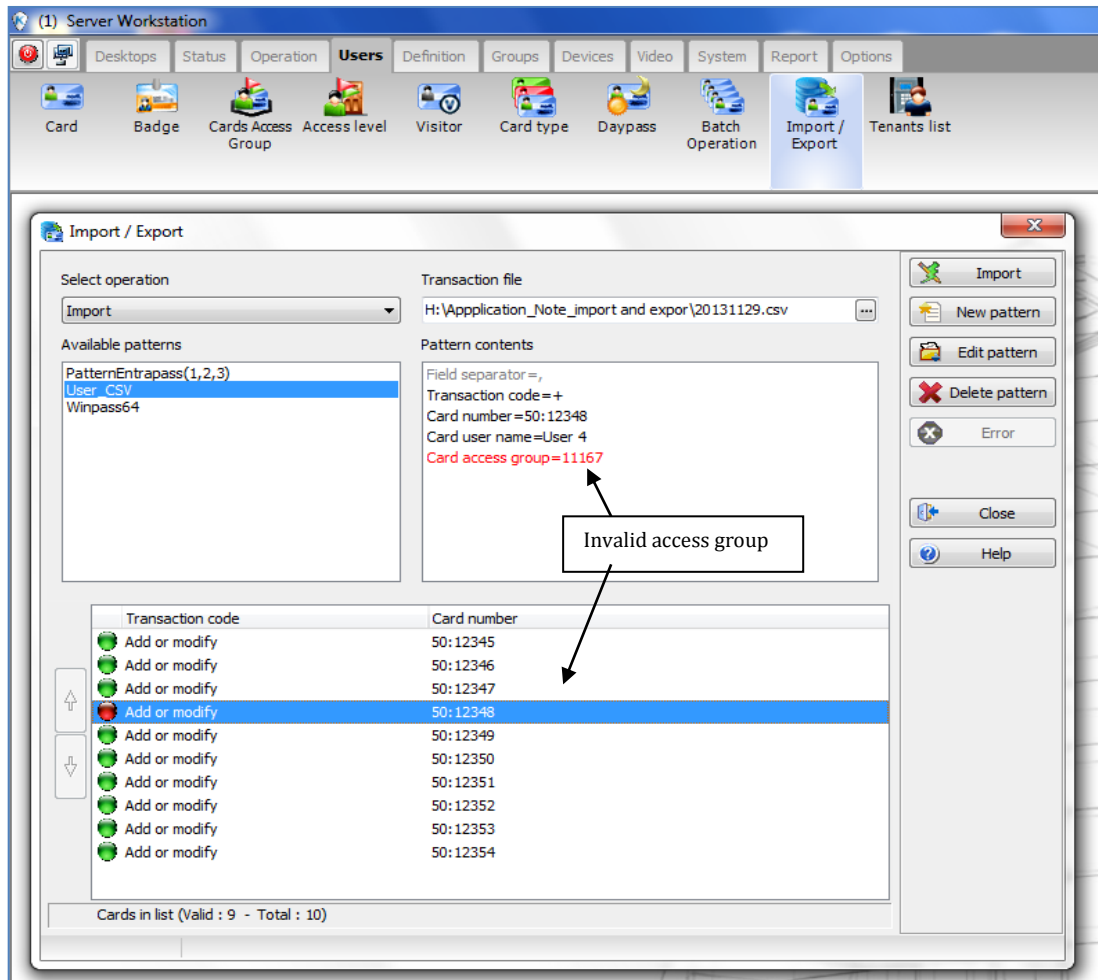 (1) Server Workstation
Desktops Status Operation Users Definition Groups Devices Video System Report Options
Card Badge Cards Access Group Access level Visitor Card type Daypass Batch Operation Import / Export Tenants list
Import / Export
X
Select operation
Import
Transaction file
H:\Appplication_Note_import and expor\20131129.csv ...
Available patterns
PatternEntrapass(1,2,3)
User_CSV
Winpass64
Pattern contents
Field separator=,
Transaction code=+
Card number=50:12348
Card user name=User 4
Card access group=11167
Invalid access group
Import
New pattern
Edit pattern
Delete pattern
Error
Close
Help
Transaction code Card number
Add or modify 50:12345
Add or modify 50:12346
Add or modify 50:12347
Add or modify 50:12348
Add or modify 50:12349
Add or modify 50:12350
Add or modify 50:12351
Add or modify 50:12352
Add or modify 50:12353
Add or modify 50:12354
Cards in list (Valid : 9 - Total : 10)